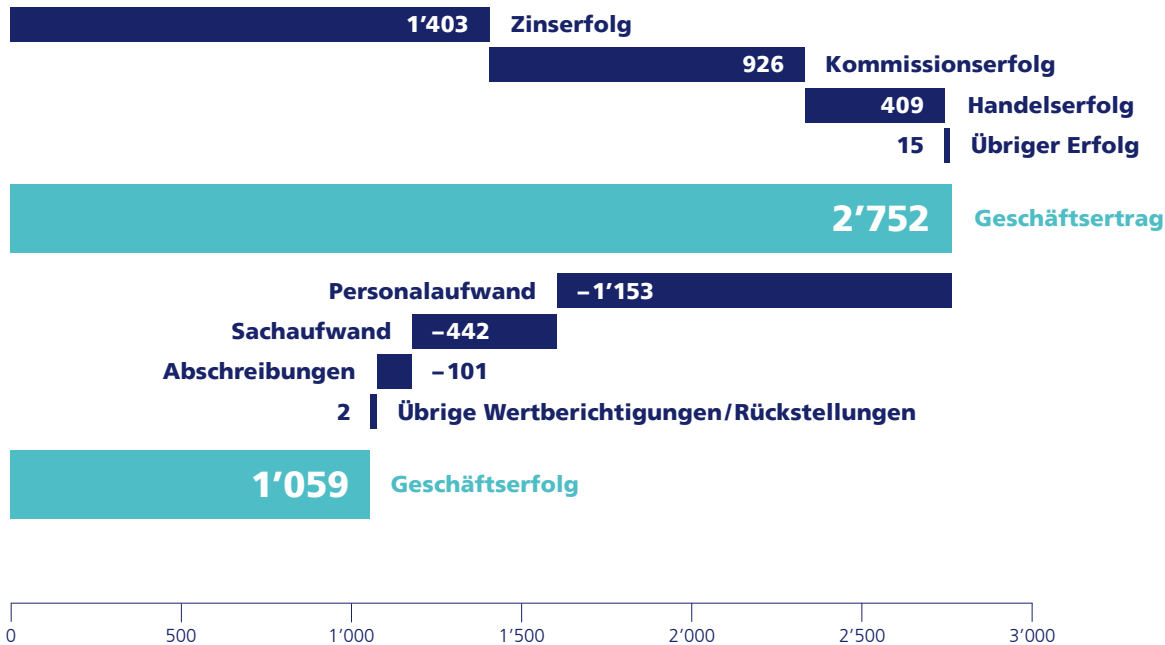 1'403 Zinserfolg
926 Kommissionserfolg
409 Handelserfolg
15 Übriger Erfolg
2'752 Geschäftsertrag
Personalaufwand –1'153
Sachaufwand –442
Abschreibungen –101
2 Übrige Wertberichtigungen/Rückstellungen
1'059 Geschäftserfolg
0 500 1'000 1'500 2'000 2'500 3'000